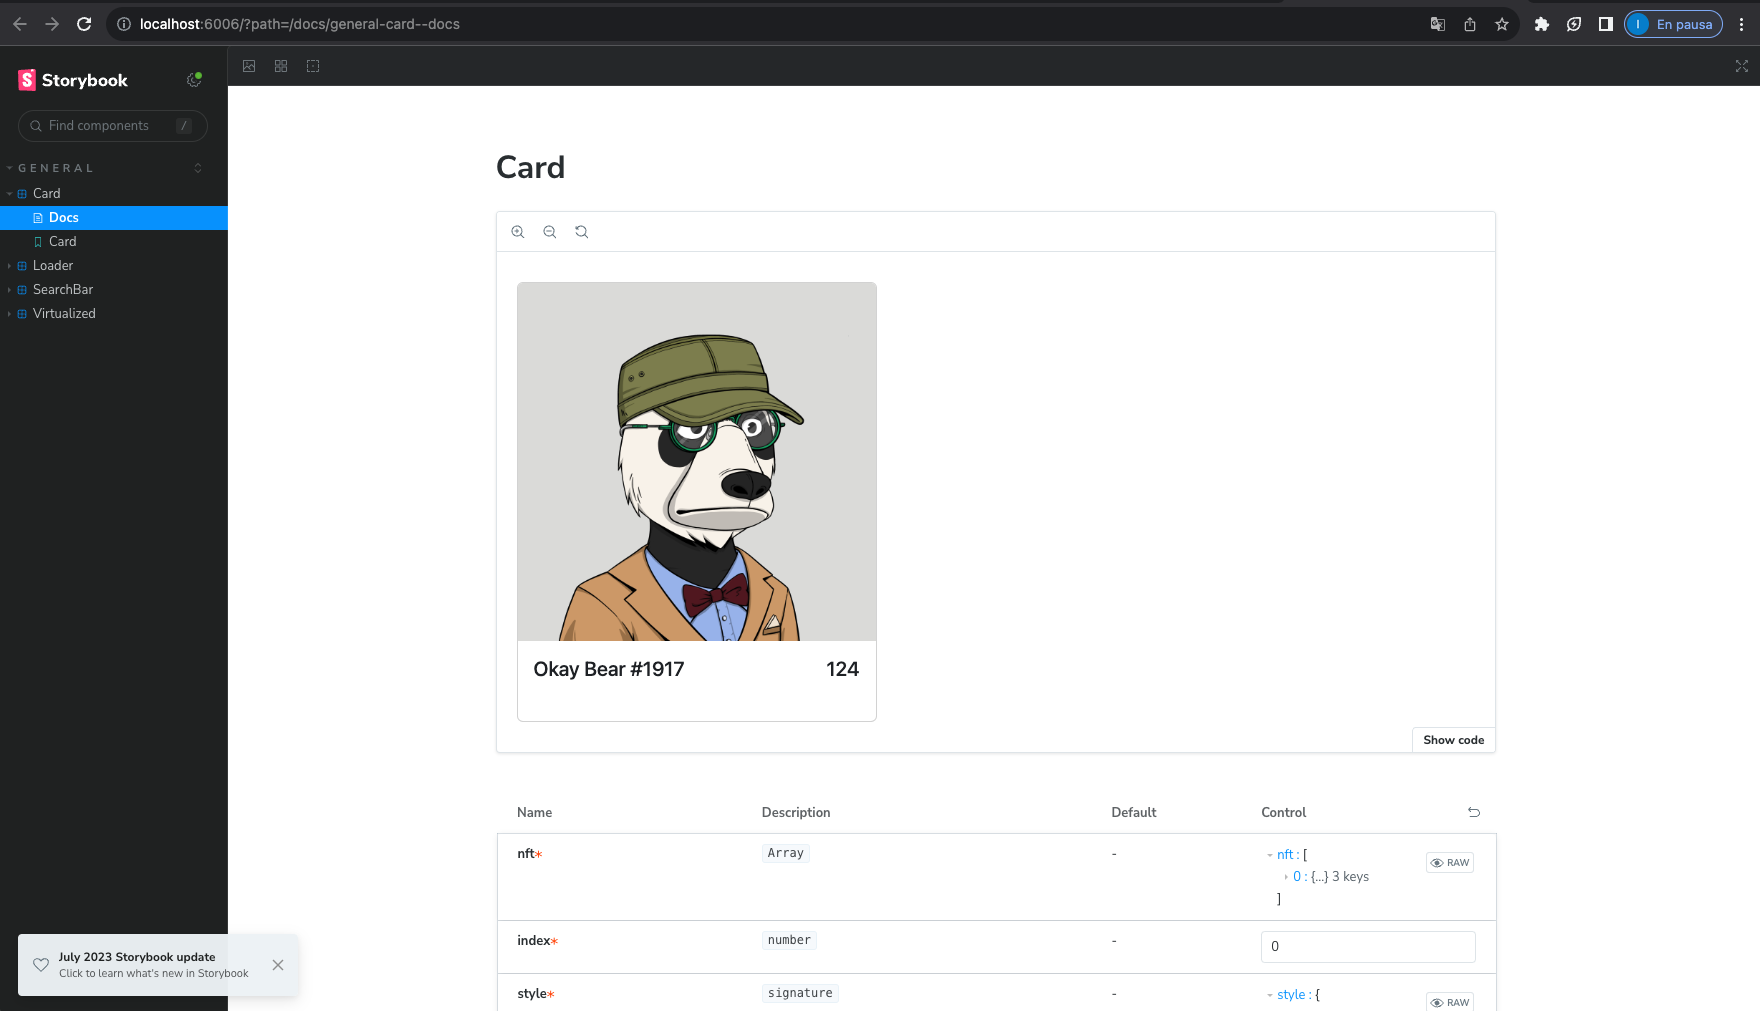 localhost:6006/?path=/docs/general-card--docs
I
En pausa
S Storybook
Find components /
GENERAL
Card
Docs
Card
Loader
SearchBar
Virtualized
Card
Okay Bear #1917 124
Show code
Name Description Default Control
nft* Array - nft : [
RAW
0 : {...} 3 keys
]
index* number - 0
style* signature - style : {
RAW
July 2023 Storybook update
Click to learn what's new in Storybook